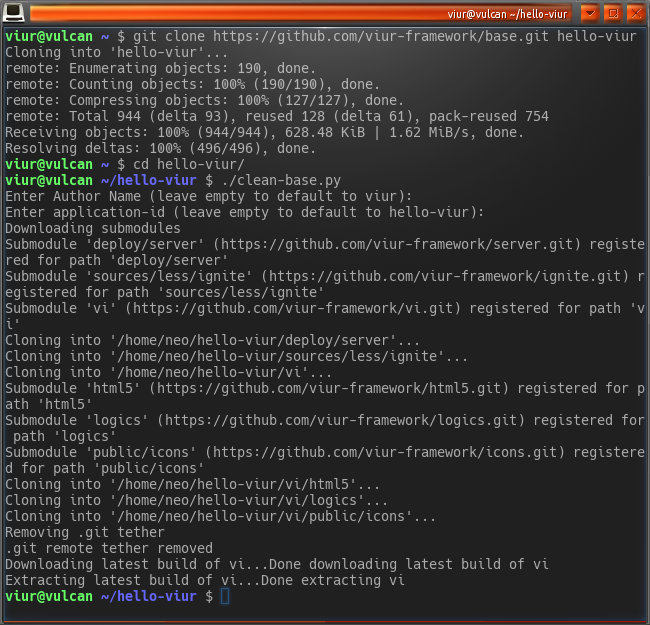 viur@vulcan ~/hello-viur
viur@vulcan ~ $ git clone https://github.com/viur-framework/base.git hello-viur
Cloning into 'hello-viur'...
remote: Enumerating objects: 190, done.
remote: Counting objects: 100% (190/190), done.
remote: Compressing objects: 100% (127/127), done.
remote: Total 944 (delta 93), reused 128 (delta 61), pack-reused 754
Receiving objects: 100% (944/944), 628.48 KiB | 1.62 MiB/s, done.
Resolving deltas: 100% (496/496), done.
viur@vulcan ~ $ cd hello-viur/
viur@vulcan ~/hello-viur $ ./clean-base.py
Enter Author Name (leave empty to default to viur):
Enter application-id (leave empty to default to hello-viur):
Downloading submodules
Submodule 'deploy/server' (https://github.com/viur-framework/server.git) registe
red for path 'deploy/server'
Submodule 'sources/less/ignite' (https://github.com/viur-framework/ignite.git) r
egistered for path 'sources/less/ignite'
Submodule 'vi' (https://github.com/viur-framework/vi.git) registered for path 'v
i'
Cloning into '/home/neo/hello-viur/deploy/server'...
Cloning into '/home/neo/hello-viur/sources/less/ignite'...
Cloning into '/home/neo/hello-viur/vi'...
Submodule 'html5' (https://github.com/viur-framework/html5.git) registered for p
ath 'html5'
Submodule 'logics' (https://github.com/viur-framework/logics.git) registered for
 path 'logics'
Submodule 'public/icons' (https://github.com/viur-framework/icons.git) registere
d for path 'public/icons'
Cloning into '/home/neo/hello-viur/vi/html5'...
Cloning into '/home/neo/hello-viur/vi/logics'...
Cloning into '/home/neo/hello-viur/vi/public/icons'...
Removing .git tether
.git remote tether removed
Downloading latest build of vi...Done downloading latest build of vi
Extracting latest build of vi...Done extracting vi
viur@vulcan ~/hello-viur $